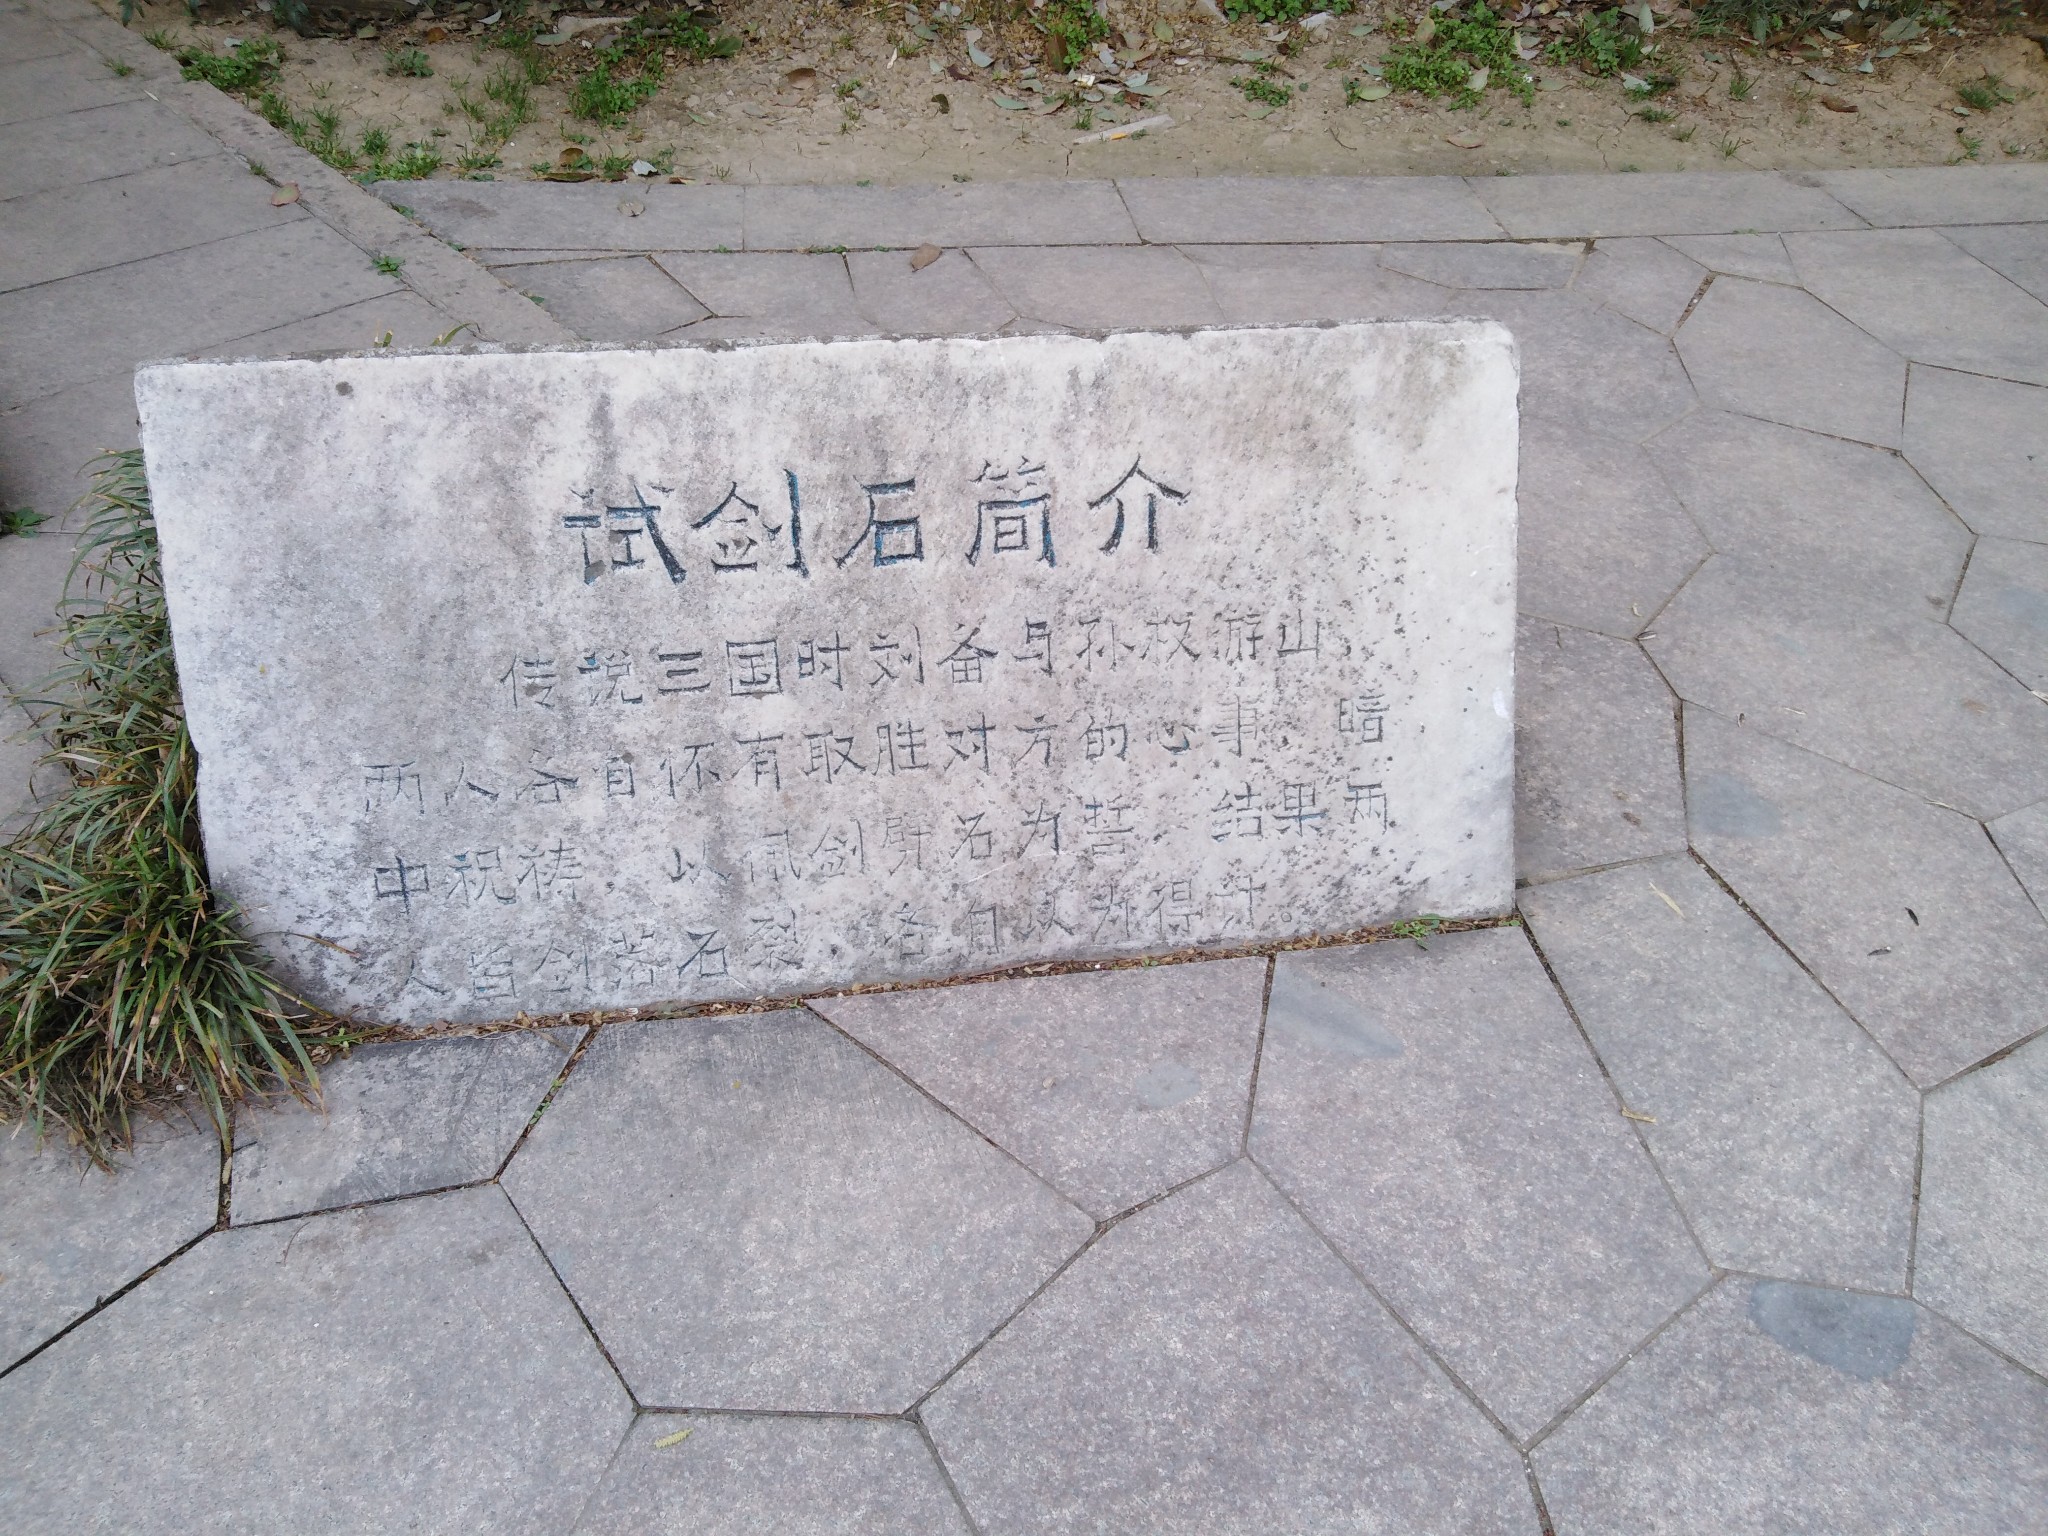 试剑石简介
传说三国时刘备与孙权游山，
两人各自怀有取胜对方的心事，暗
中祝祷，以佩剑劈石为誓，结果两
人皆剑落石裂，各自以为得计。